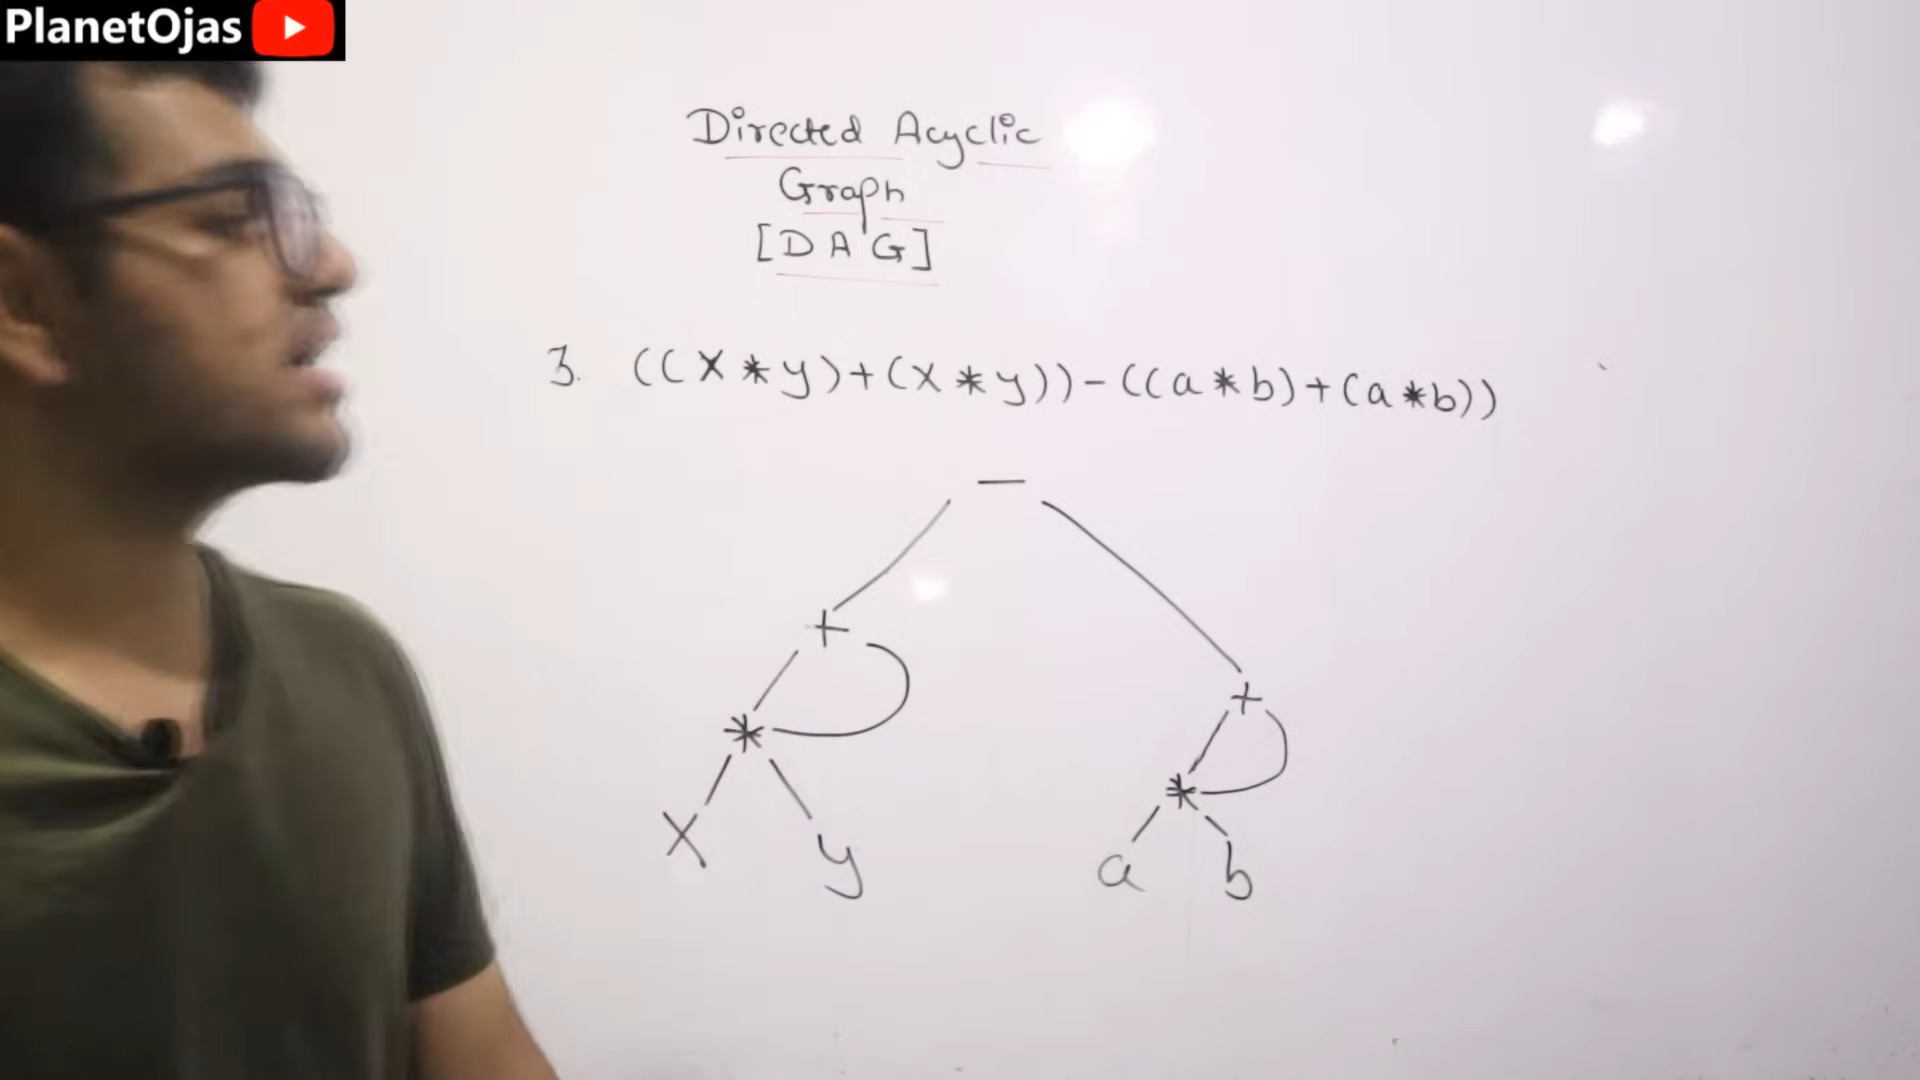 PlanetOjas
Directed Acyclic
Graph
[DAG]
3. ((X*y)+(X*y))-((a*b)+(a*b))
-
+
+
*
*
X y
a b